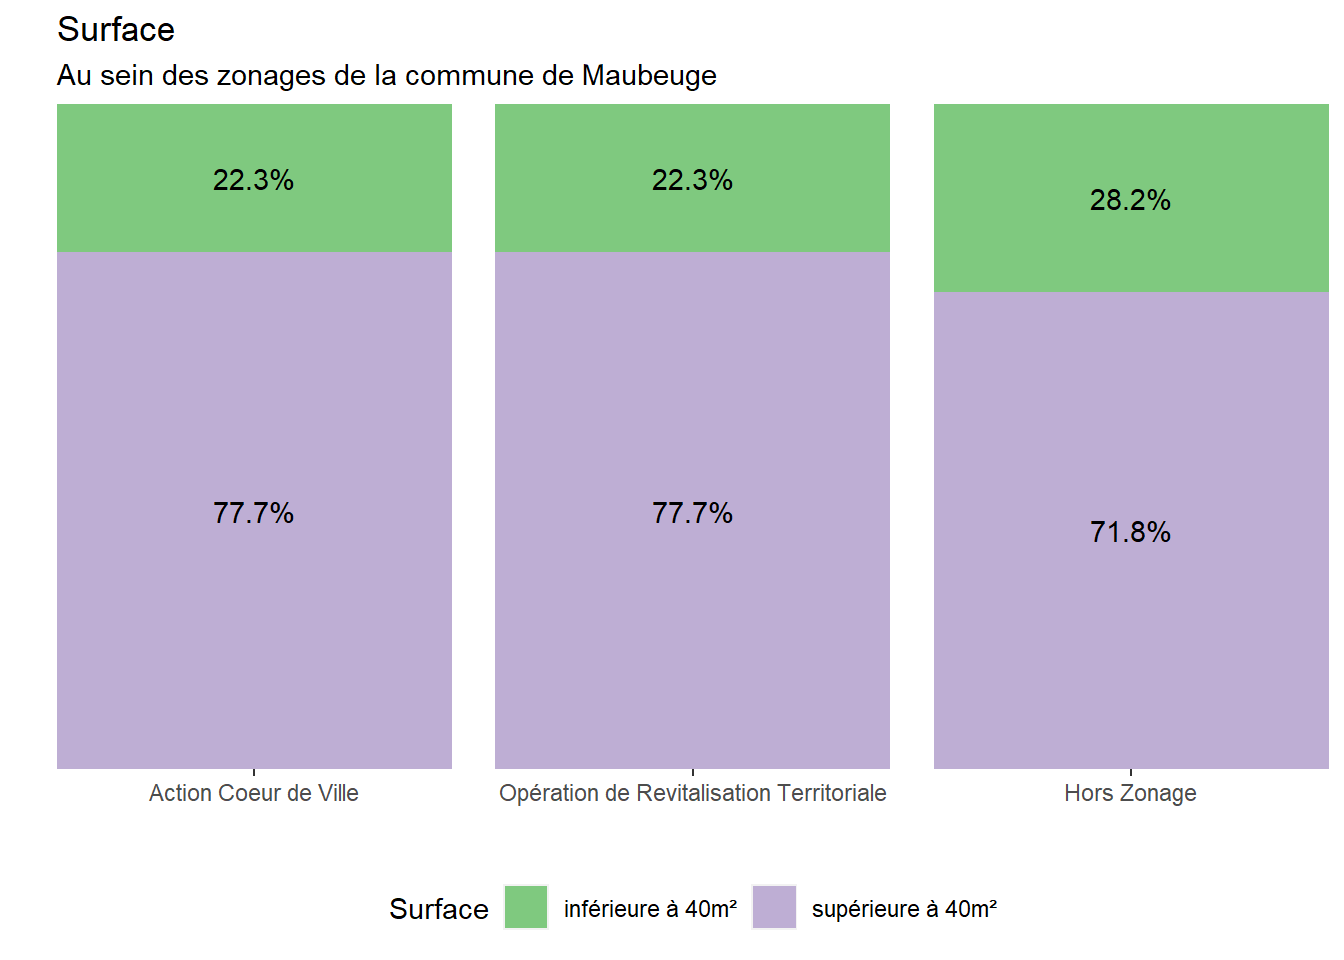 Surface
Au sein des zonages de la commune de Maubeuge
22.3%
22.3%
28.2%
77.7%
77.7%
71.8%
Action Coeur de Ville
Opération de Revitalisation Territoriale
Hors Zonage
Surface inférieure à 40m² supérieure à 40m²